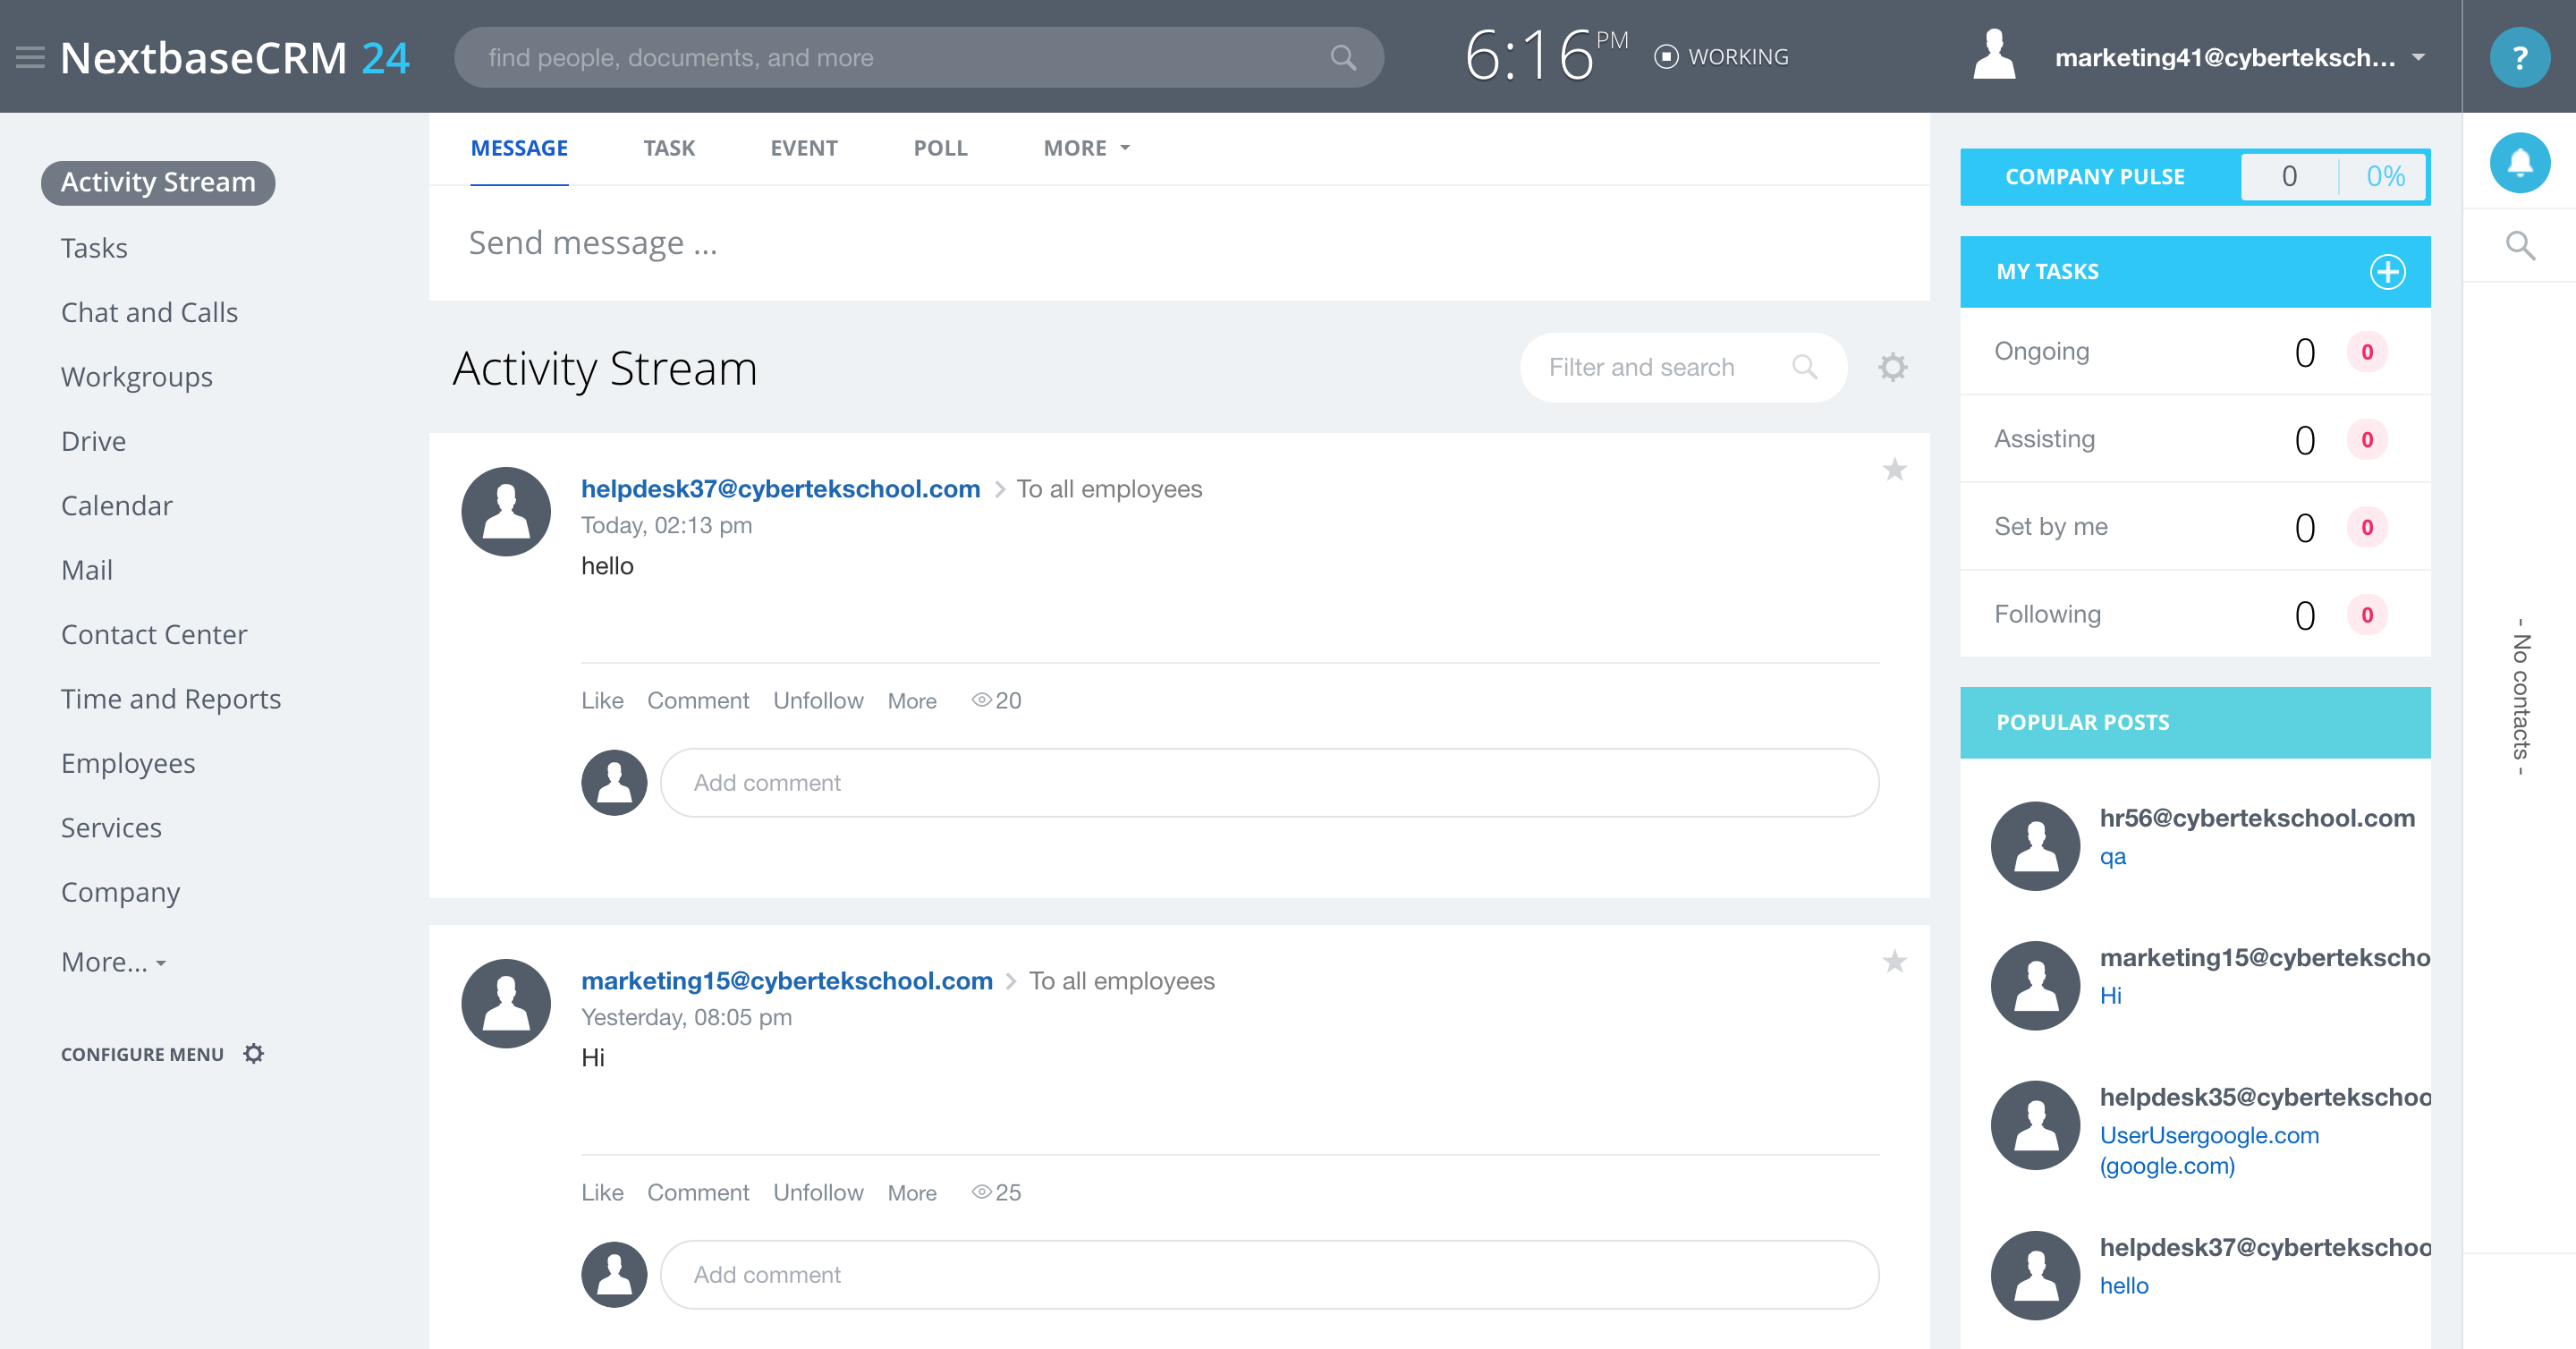 NextbaseCRM 24
find people, documents, and more
6:16 PM
WORKING
marketing41@cyberteksch...
?
Activity Stream
Tasks
Chat and Calls
Workgroups
Drive
Calendar
Mail
Contact Center
Time and Reports
Employees
Services
Company
More...
CONFIGURE MENU
MESSAGE TASK EVENT POLL MORE
Send message ...
Activity Stream
Filter and search
helpdesk37@cybertekschool.com To all employees
Today, 02:13 pm
hello
Like Comment Unfollow More 20
Add comment
marketing15@cybertekschool.com To all employees
Yesterday, 08:05 pm
Hi
Like Comment Unfollow More 25
Add comment
COMPANY PULSE 0 0%
MY TASKS
Ongoing 0 0
Assisting 0 0
Set by me 0 0
Following 0 0
POPULAR POSTS
hr56@cybertekschool.com
qa
marketing15@cyberteksscho
Hi
helpdesk35@cybertekschoo
UserUsergoogle.com
(google.com)
helpdesk37@cybertekschoo
hello
- No contacts -